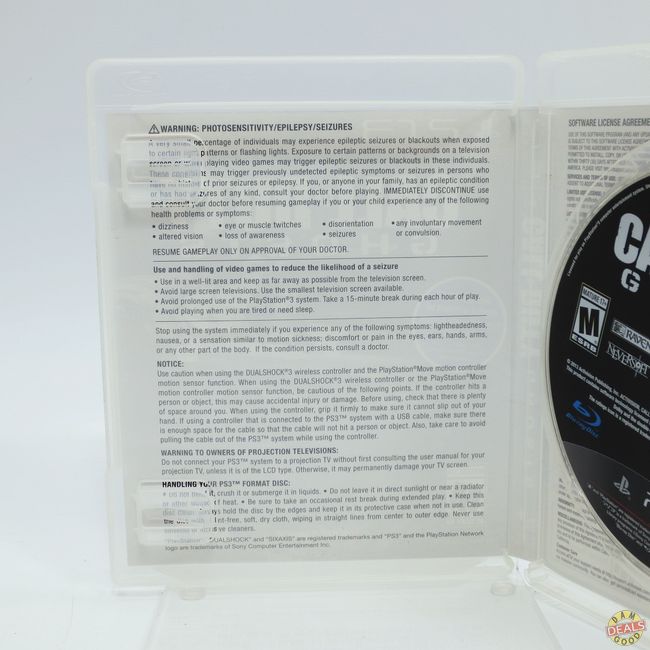 WARNING: PHOTOSENSITIVITY/EPILEPSY/SEIZURES
A very small percentage of individuals may experience epileptic seizures or blackouts when exposed
to certain light patterns or flashing lights. Exposure to certain patterns or backgrounds on a television
screen or when playing video games may trigger epileptic seizures or blackouts in these individuals.
These conditions may trigger previously undetected epileptic symptoms or seizures in persons who
have no history of prior seizures or epilepsy. If you, or anyone in your family, has an epileptic condition
or has had seizures of any kind, consult your doctor before playing. IMMEDIATELY DISCONTINUE use
and consult your doctor before resuming gameplay if you or your child experience any of the following
health problems or symptoms:
• dizziness • eye or muscle twitches • disorientation • any involuntary movement
• altered vision • loss of awareness • seizures or convulsion.
RESUME GAMEPLAY ONLY ON APPROVAL OF YOUR DOCTOR.
Use and handling of video games to reduce the likelihood of a seizure
• Use in a well-lit area and keep as far away as possible from the television screen.
• Avoid large screen televisions. Use the smallest television screen available.
• Avoid prolonged use of the PlayStation®3 system. Take a 15-minute break during each hour of play.
• Avoid playing when you are tired or need sleep.
Stop using the system immediately if you experience any of the following symptoms: lightheadedness,
nausea, or a sensation similar to motion sickness; discomfort or pain in the eyes, ears, hands, arms,
or any other part of the body. If the condition persists, consult a doctor.
NOTICE:
Use caution when using the DUALSHOCK®3 wireless controller and the PlayStation®Move motion controller
motion sensor function. When using the DUALSHOCK®3 wireless controller or the PlayStation®Move
motion controller motion sensor function, be cautious of the following points. If the controller hits a
person or object, this may cause accidental injury or damage. Before using, check that there is plenty
of space around you. When using the controller, grip it firmly to make sure it cannot slip out of your
hand. If using a controller that is connected to the PS3™ system with a USB cable, make sure there
is enough space for the cable so that the cable will not hit a person or object. Also, take care to avoid
pulling the cable out of the PS3™ system while using the controller.
WARNING TO OWNERS OF PROJECTION TELEVISIONS:
Do not connect your PS3™ system to a projection TV without first consulting the user manual for your
projection TV, unless it is of the LCD type. Otherwise, it may permanently damage your TV screen.
HANDLING YOUR PS3™ FORMAT DISC:
• Do not bend it, crush it or submerge it in liquids. • Do not leave it in direct sunlight or near a radiator
or other source of heat. • Be sure to take an occasional rest break during extended play. • Keep this
disc clean. Always hold the disc by the edges and keep it in its protective case when not in use. Clean
the disc with a lint-free, soft, dry cloth, wiping in straight lines from center to outer edge. Never use
solvents or abrasive cleaners.
"PlayStation", "DUALSHOCK" and "SIXAXIS" are registered trademarks and "PS3" and the PlayStation Network
logo are trademarks of Sony Computer Entertainment Inc.
SOFTWARE LICENSE AGREEME
CA
G
MATURE 17+
M
ESRB
RAVEN
NEVERSOFT
Blu-ray Disc
DAMN
DEALS
GOOD